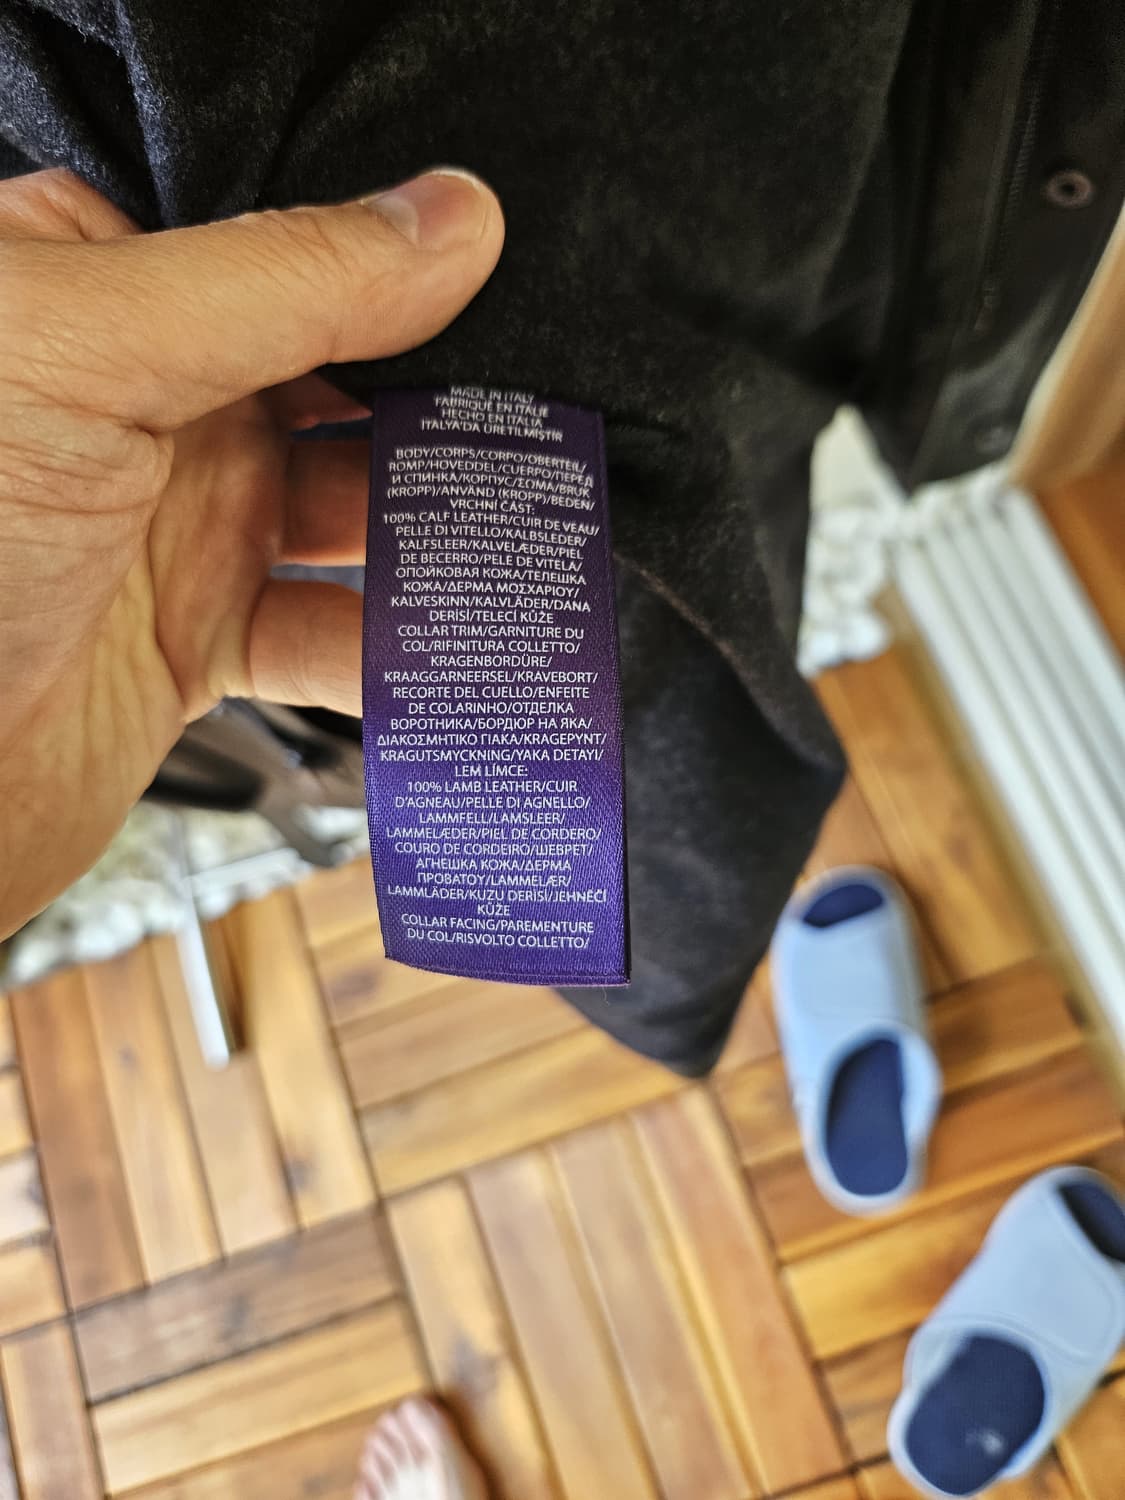 MADE IN ITALY
FABRIQUÉ EN ITALIE
HECHO EN ITALIA
ITALYA'DA ÜRETİLMİŞTİR
BODY/CORPS/CORPO/OBERTEIL/
ROMP/HOVEDDEL/CUERPO/ПЕРЕД
И СПИНКА/КОРПУС/ΣΩΜΑ/BRUK
(KROPP)/ANVÄND (KROPP)/BEDEN/
VRCHNÍ ČÁST:
100% CALF LEATHER/CUIR DE VEAU/
PELLE DI VITELLO/KALBSLEDER/
KALFSLEER/KALVELÆDER/PIEL
DE BECERRO/PELE DE VITELA/
ОПОЙКОВАЯ КОЖА/ТЕЛЕШКА
КОЖА/ΔΕΡΜΑ ΜΟΣΧΑΡΙΟΥ/
KALVESKINN/KALVLÄDER/DANA
DERİSİ/TELECÍ KŮŽE
COLLAR TRIM/GARNITURE DU
COL/RIFINITURA COLLETTO/
KRAGENBORDÜRE/
KRAAGGARNEERSEL/KRAVEBORT/
RECORTE DEL CUELLO/ENFEITE
DE COLARINHO/ОТДЕЛКА
ВОРОТНИКА/БОРДЮР НА ЯКА/
ΔΙΑΚΟΣΜΗΤΙΚΟ ΓΙΑΚΑ/KRAGEPYNT/
KRAGUTSMYCKNING/YAKA DETAYI/
LEM LÍMCE:
100% LAMB LEATHER/CUIR
D'AGNEAU/PELLE DI AGNELLO/
LAMMFELL/LAMSLEER/
LAMMELÆDER/PIEL DE CORDERO/
COURO DE CORDEIRO/ШЕВРЕТ/
АГНЕШКА КОЖА/ΔΕΡΜΑ
ΠΡΟΒΑΤΟΥ/LAMMELÆR/
LAMMLÄDER/KUZU DERİSİ/JEHNĚČÍ
KŮŽE
COLLAR FACING/PAREMENTURE
DU COL/RISVOLTO COLLETTO/